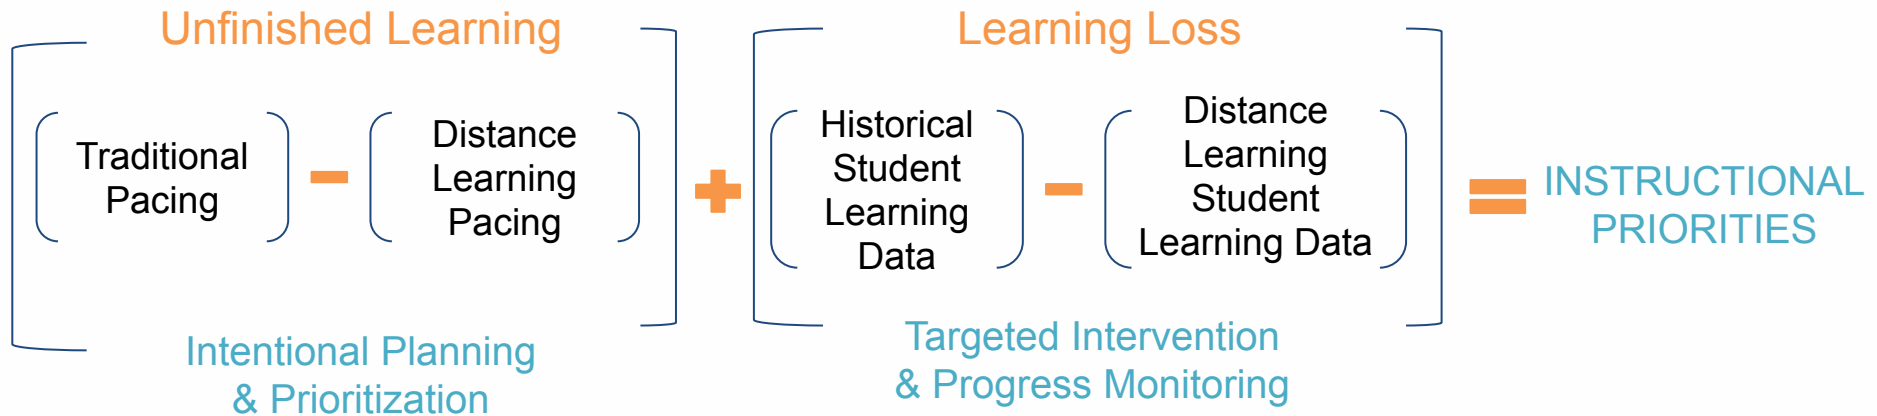 Unfinished Learning
Traditional
Pacing
Distance
Learning
Pacing
Intentional Planning
& Prioritization
Learning Loss
Historical
Student
Learning
Data
Distance
Learning
Student
Learning Data
Targeted Intervention
& Progress Monitoring
INSTRUCTIONAL
PRIORITIES